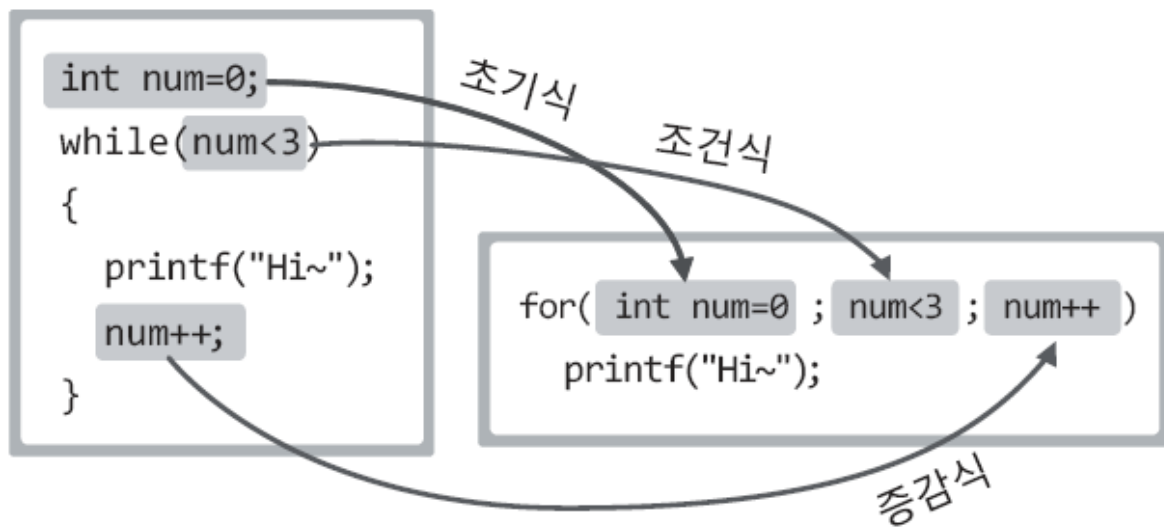 int num=0;
while(num<3)
{
printf("Hi~");
num++;
}
초기식
조건식
for( int num=0 ; num<3 ; num++ )
printf("Hi~");
증감식